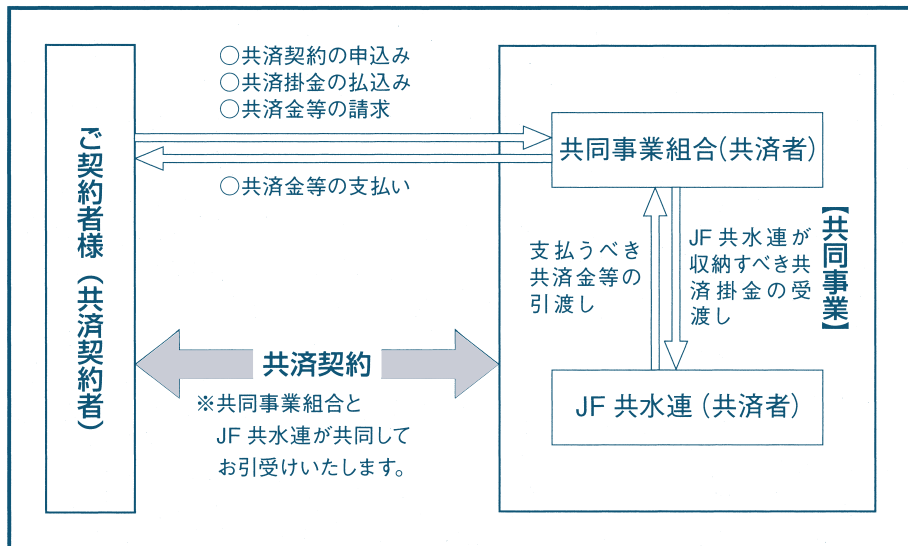 ご契約者様（共済契約者）
○共済契約の申込み
○共済掛金の払込み
○共済金等の請求
○共済金等の支払い
共済契約
※共同事業組合と
JF 共水連が共同して
お引受けいたします。
共同事業組合（共済者）
支払うべき
共済金等の
引渡し
JF 共水連が
収納すべき共
済掛金の受
渡し
【共同事業】
JF 共水連（共済者）